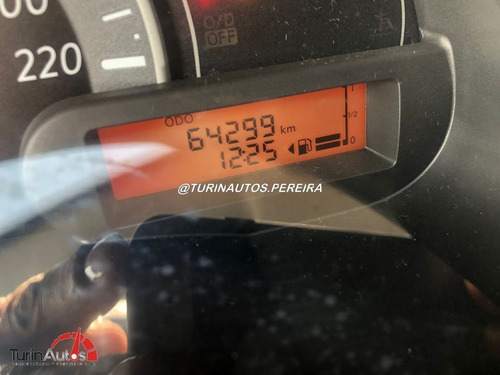 220
O/D
OFF
ODO
64299 km
12:25
1
1/2
0
@TURINAUTOS.PEREIRA
TurinAutos